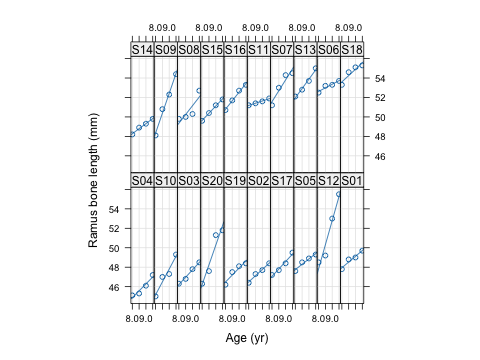 8.09.0 8.09.0 8.09.0 8.09.0 8.09.0
S14 S09 S08 S15 S16 S11 S07 S13 S06 S18
54
52
50
48
46
S04 S10 S03 S20 S19 S02 S17 S05 S12 S01
54
52
50
48
46
8.09.0 8.09.0 8.09.0 8.09.0 8.09.0
Ramus bone length (mm)
Age (yr)